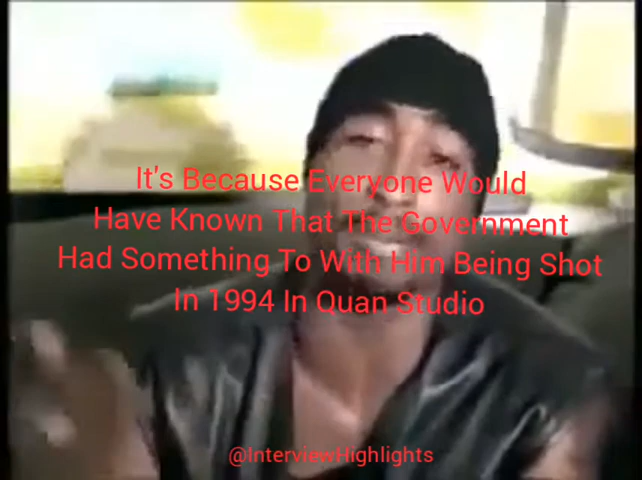 It's Because Everyone Would
Have Known That The Government
Had Something To With Him Being Shot
In 1994 In Quan Studio
@InterviewHighlights